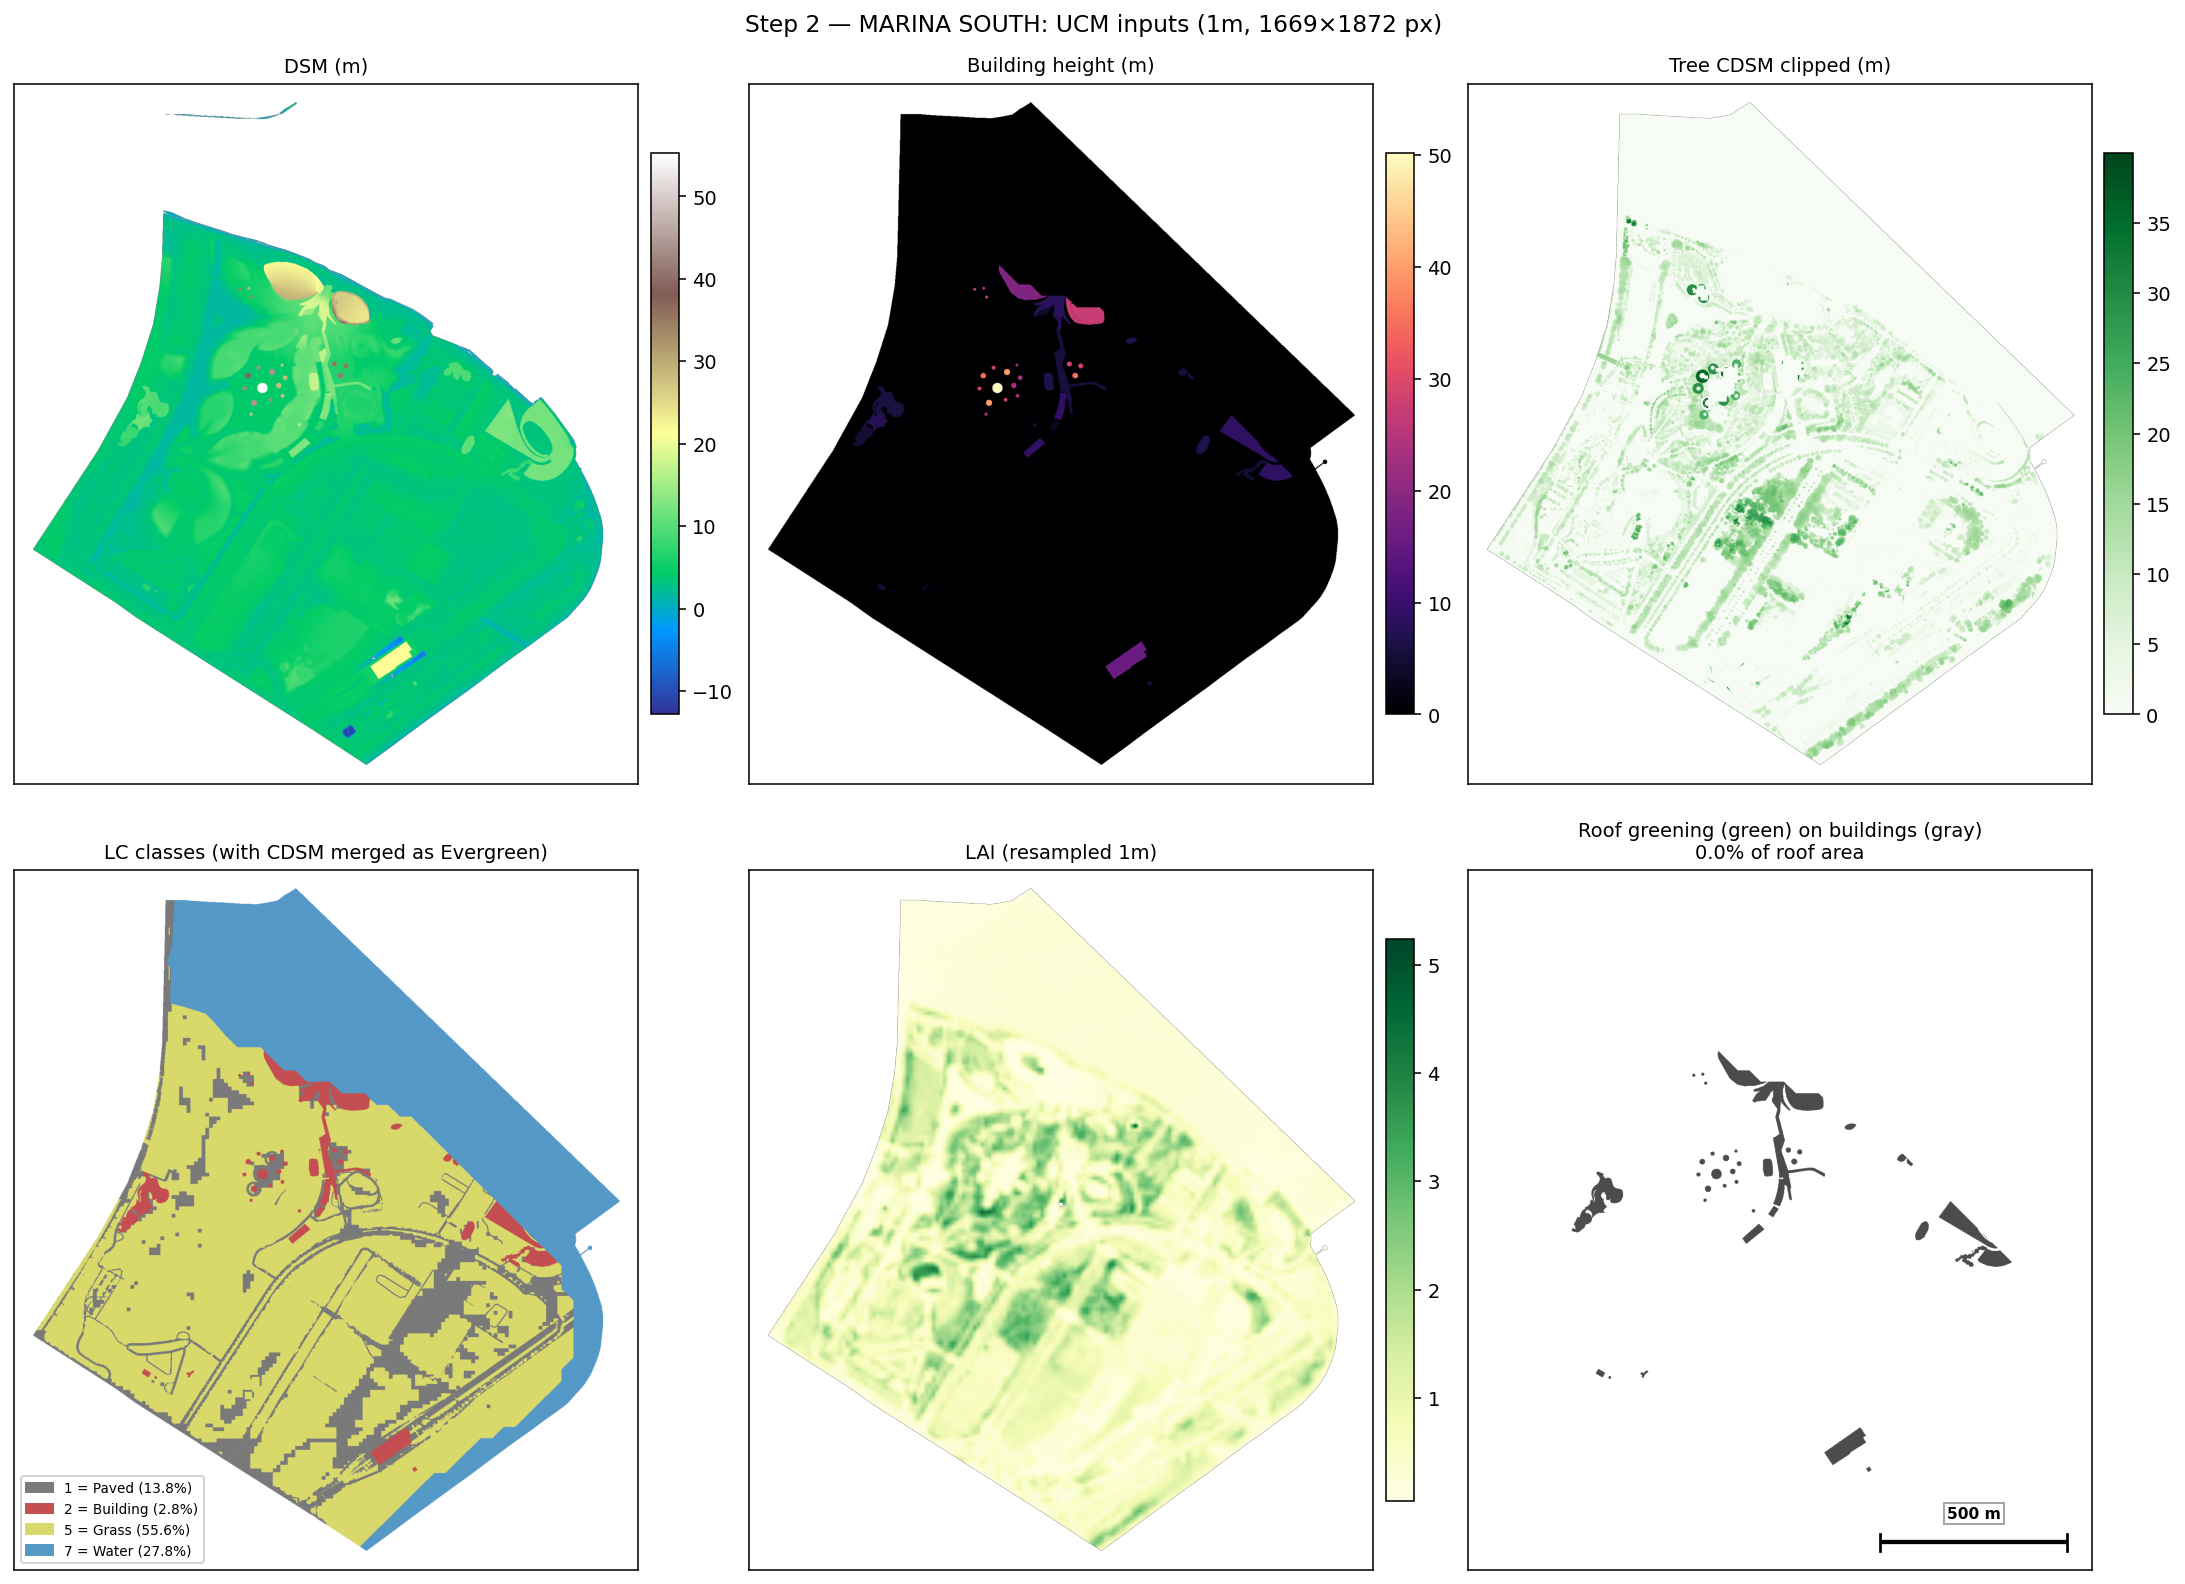 Step 2 — MARINA SOUTH: UCM inputs (1m, 1669×1872 px)
DSM (m)
50
40
30
20
10
0
−10
Building height (m)
50
40
30
20
10
0
Tree CDSM clipped (m)
35
30
25
20
15
10
5
0
LC classes (with CDSM merged as Evergreen)
1 = Paved (13.8%)
2 = Building (2.8%)
5 = Grass (55.6%)
7 = Water (27.8%)
LAI (resampled 1m)
5
4
3
2
1
Roof greening (green) on buildings (gray)
0.0% of roof area
500 m